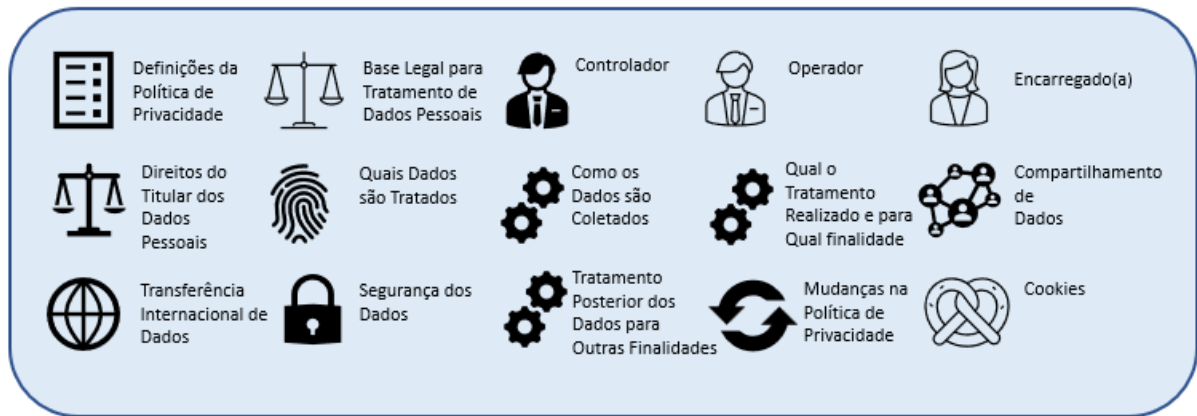 Definições da
Política de
Privacidade
Base Legal para
Tratamento de
Dados Pessoais
Controlador
Operador
Encarregado(a)
Direitos do
Titular dos
Dados
Pessoais
Quais Dados
são Tratados
Como os
Dados são
Coletados
Qual o
Tratamento
Realizado e para
Qual finalidade
Compartilhamento
de
Dados
Transferência
Internacional de
Dados
Segurança dos
Dados
Tratamento
Posterior dos
Dados para
Outras Finalidades
Mudanças na
Política de
Privacidade
Cookies